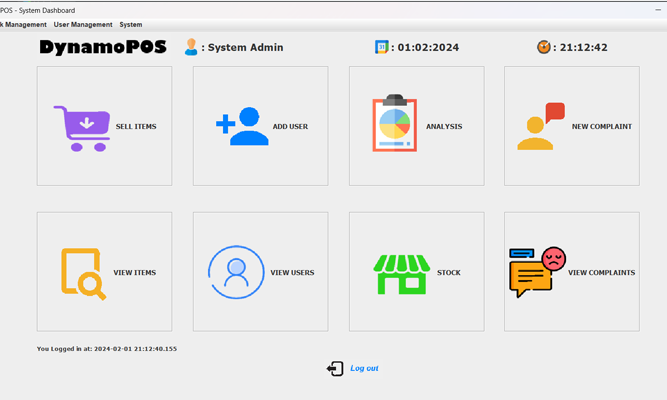 POS - System Dashboard
k Management User Management System
DynamoPOS : System Admin : 01:02:2024 : 21:12:42
31
SELL ITEMS ADD USER ANALYSIS NEW COMPLAINT
VIEW ITEMS VIEW USERS STOCK VIEW COMPLAINTS
You Logged in at: 2024-02-01 21:12:40.155
Log out